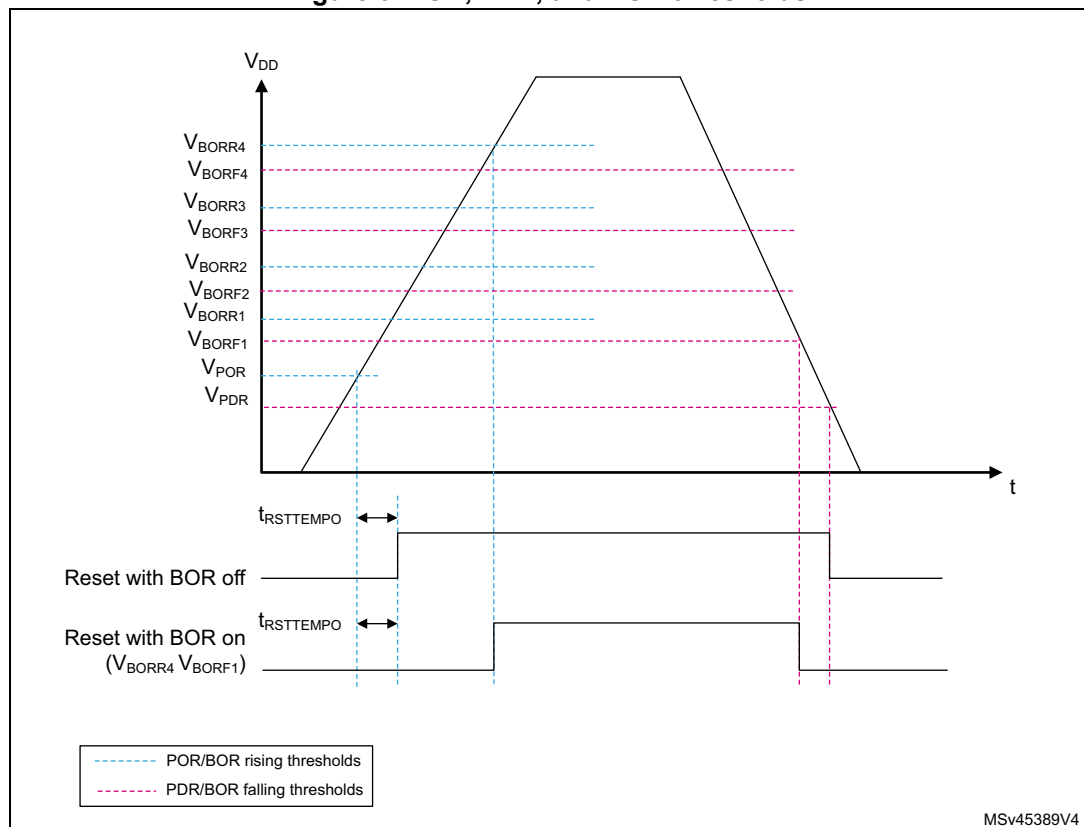 VDD
VBORR4
VBORF4
VBORR3
VBORF3
VBORR2
VBORF2
VBORR1
VBORF1
VPOR
VPDR
t
tRSTTEMPO
Reset with BOR off
tRSTTEMPO
Reset with BOR on
(VBORR4 VBORF1)
POR/BOR rising thresholds
PDR/BOR falling thresholds
MSv45389V4